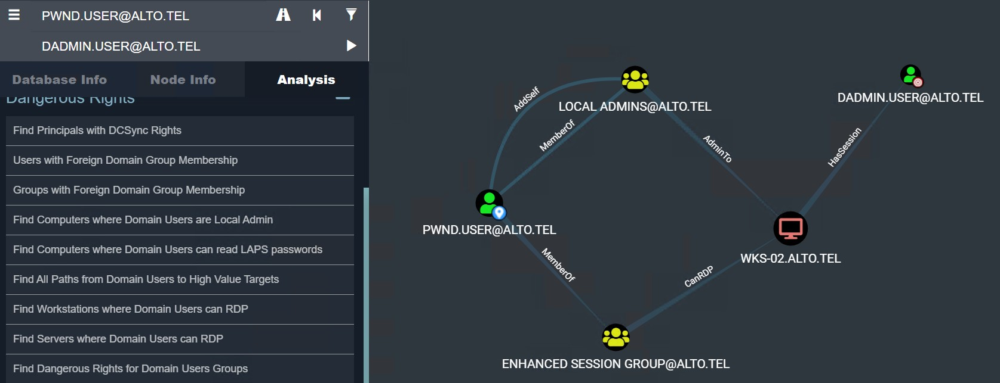 PWND.USER@ALTO.TEL
DADMIN.USER@ALTO.TEL
Database Info
Node Info
Analysis
Dangerous Rights
Find Principals with DCSync Rights
Users with Foreign Domain Group Membership
Groups with Foreign Domain Group Membership
Find Computers where Domain Users are Local Admin
Find Computers where Domain Users can read LAPS passwords
Find All Paths from Domain Users to High Value Targets
Find Workstations where Domain Users can RDP
Find Servers where Domain Users can RDP
Find Dangerous Rights for Domain Users Groups
DADMIN.USER@ALTO.TEL
AddSelf
LOCAL ADMINS@ALTO.TEL
MemberOf
AdminTo
HasSession
PWND.USER@ALTO.TEL
WKS-02.ALTO.TEL
MemberOf
CanRDP
ENHANCED SESSION GROUP@ALTO.TEL